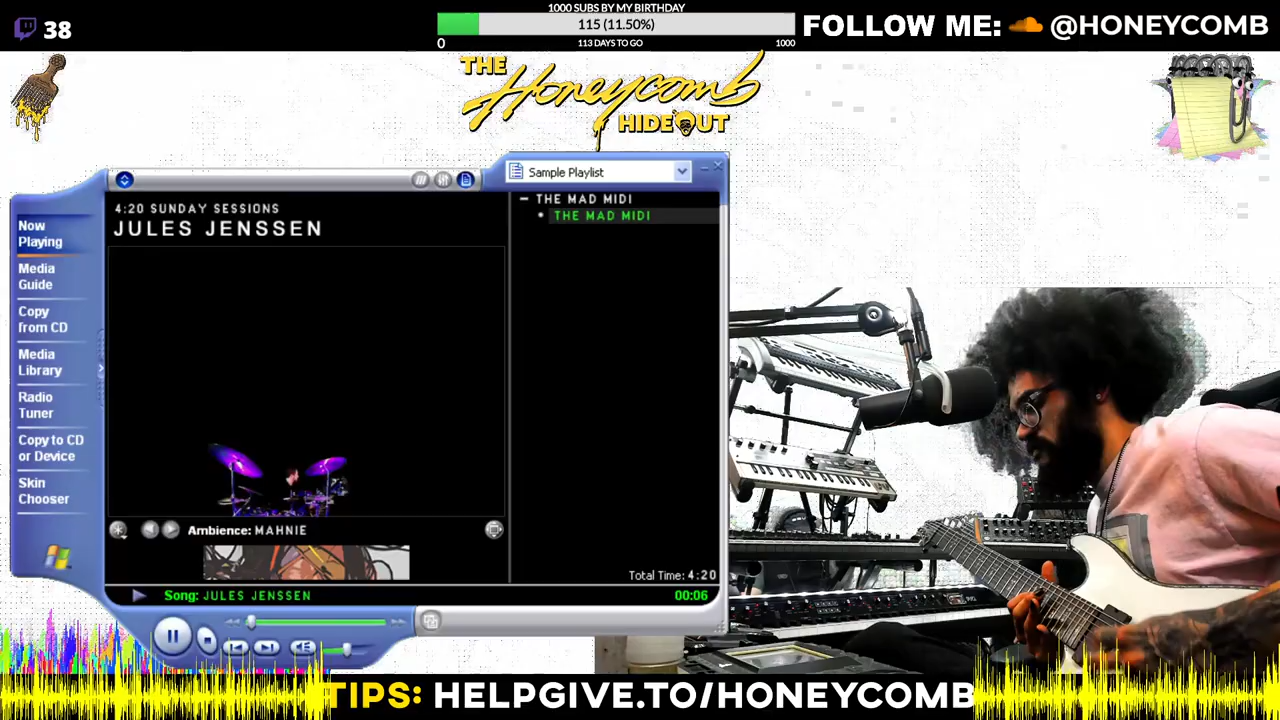 38
1000 SUBS BY MY BIRTHDAY
115 (11.50%)
0
113 DAYS TO GO
1000
FOLLOW ME: @HONEYCOMB
THE
Honeycomb
HIDEOUT
Sample Playlist
4:20 SUNDAY SESSIONS
JULES JENSSEN
THE MAD MIDI
THE MAD MIDI
Now
Playing
Media
Guide
Copy
from CD
Media
Library
Radio
Tuner
Copy to CD
or Device
Skin
Chooser
Ambience: MAHNIE
Total Time: 4:20
Song: JULES JENSSEN
00:06
TIPS: HELPGIVE.TO/HONEYCOMB